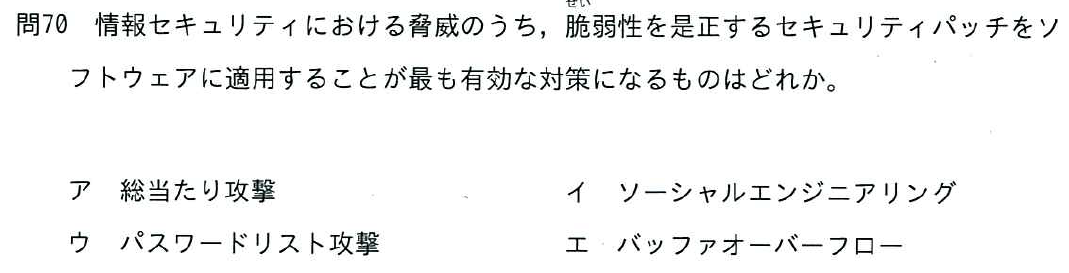 問70 情報セキュリティにおける脅威のうち，脆弱性を是正するセキュリティパッチをソ
フトウェアに適用することが最も有効な対策になるものはどれか。
ア 総当たり攻撃 イ ソーシャルエンジニアリング
ウ パスワードリスト攻撃 エ バッファオーバーフロー